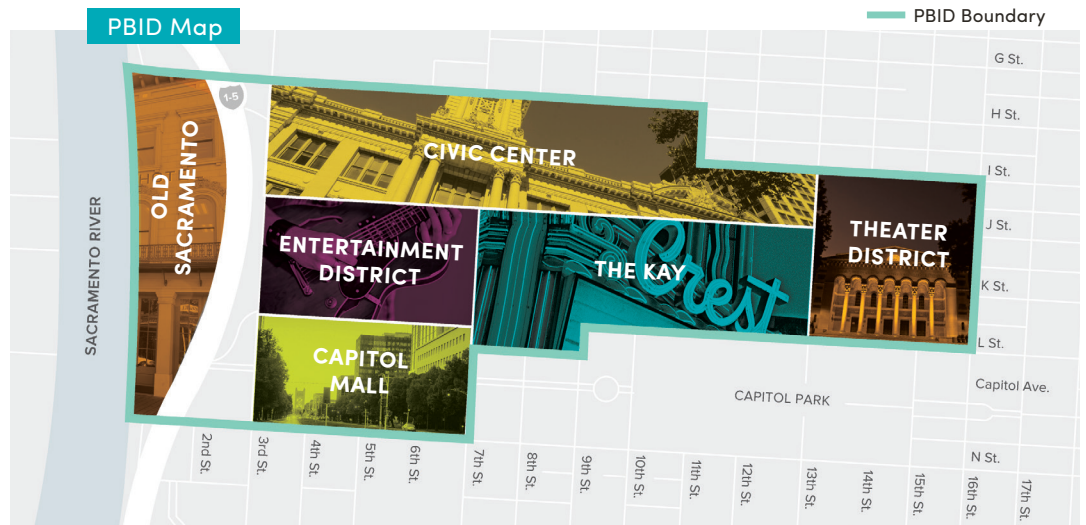 PBID Map
PBID Boundary
G St.
H St.
I St.
J St.
K St.
L St.
Capitol Ave.
N St.
1-5
SACRAMENTO RIVER
OLD
SACRAMENTO
CIVIC CENTER
ENTERTAINMENT
DISTRICT
THE KAY
Crest
THEATER
DISTRICT
CAPITOL
MALL
CAPITOL PARK
2nd St.
3rd St.
4th St.
5th St.
6th St.
7th St.
8th St.
9th St.
10th St.
11th St.
12th St.
13th St.
14th St.
15th St.
16th St.
17th St.